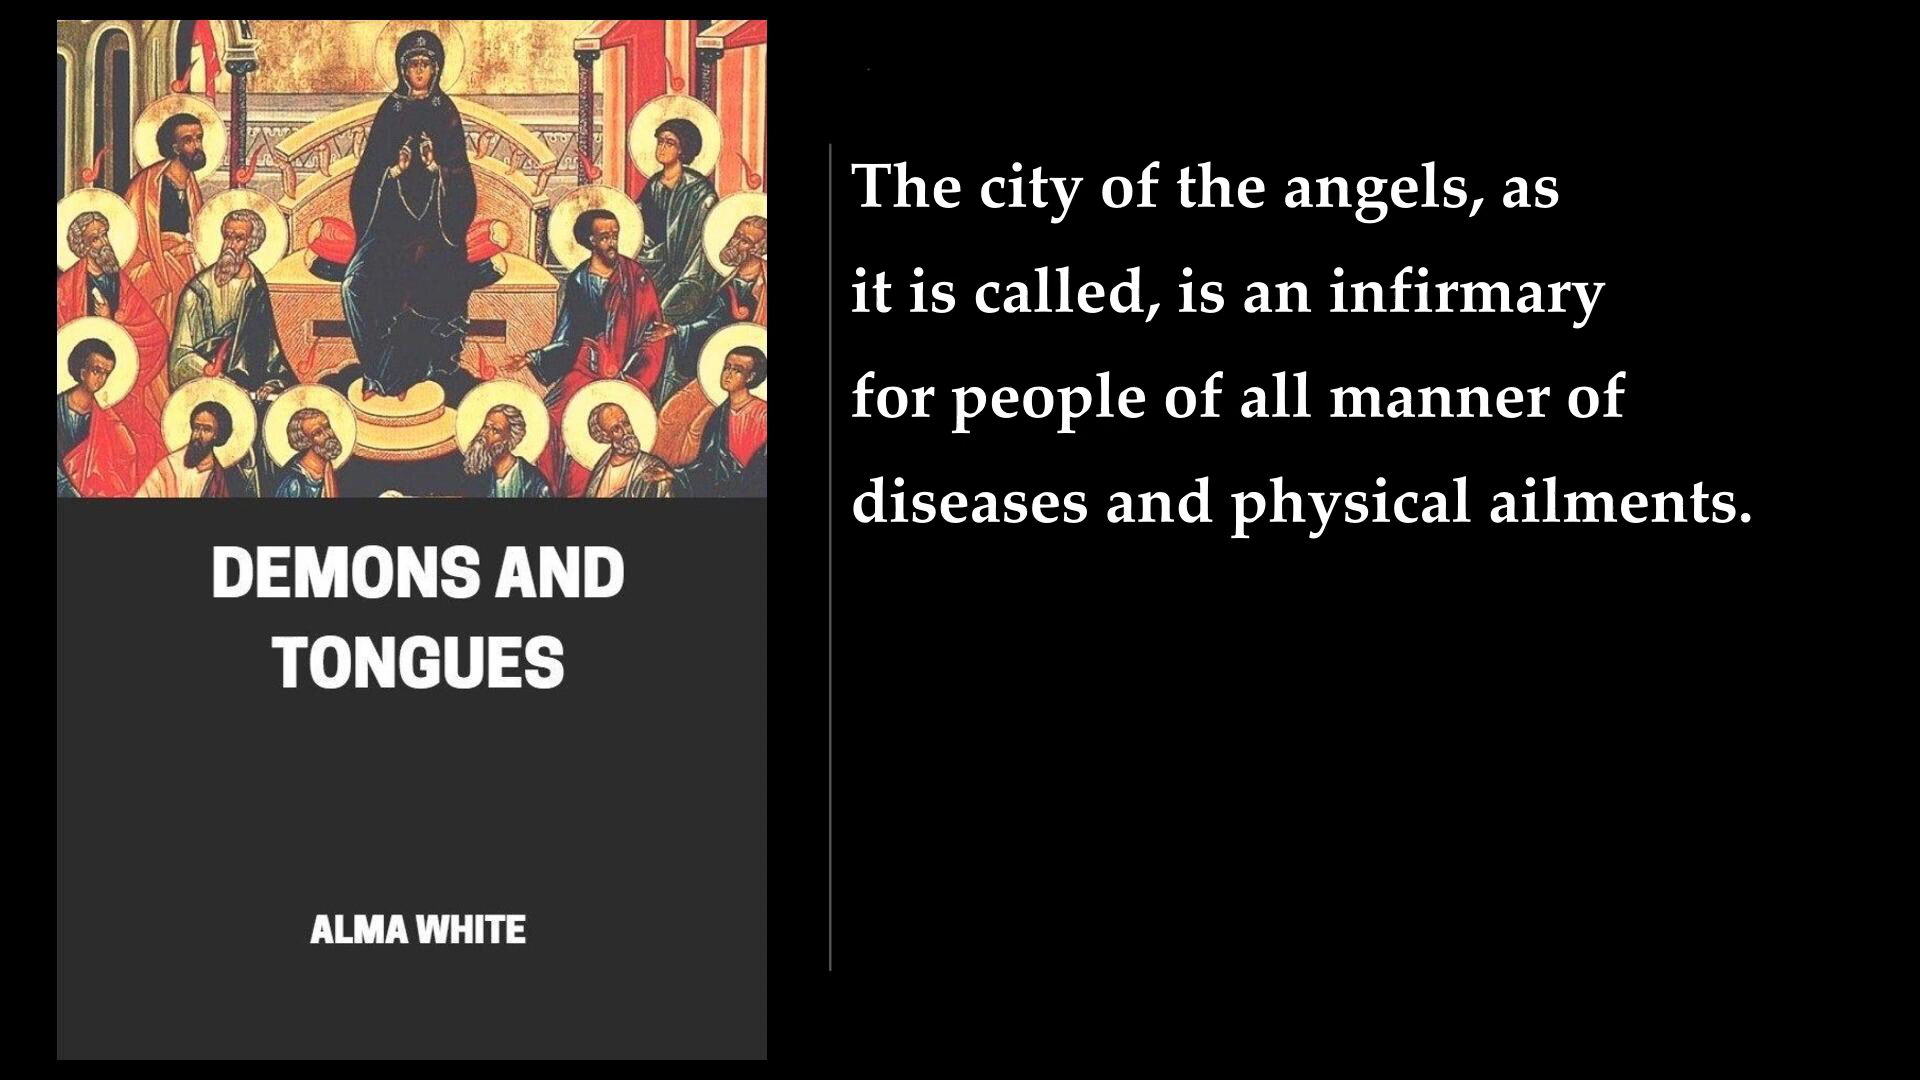 DEMONS AND
TONGUES
ALMA WHITE
The city of the angels, as
it is called, is an infirmary
for people of all manner of
diseases and physical ailments.